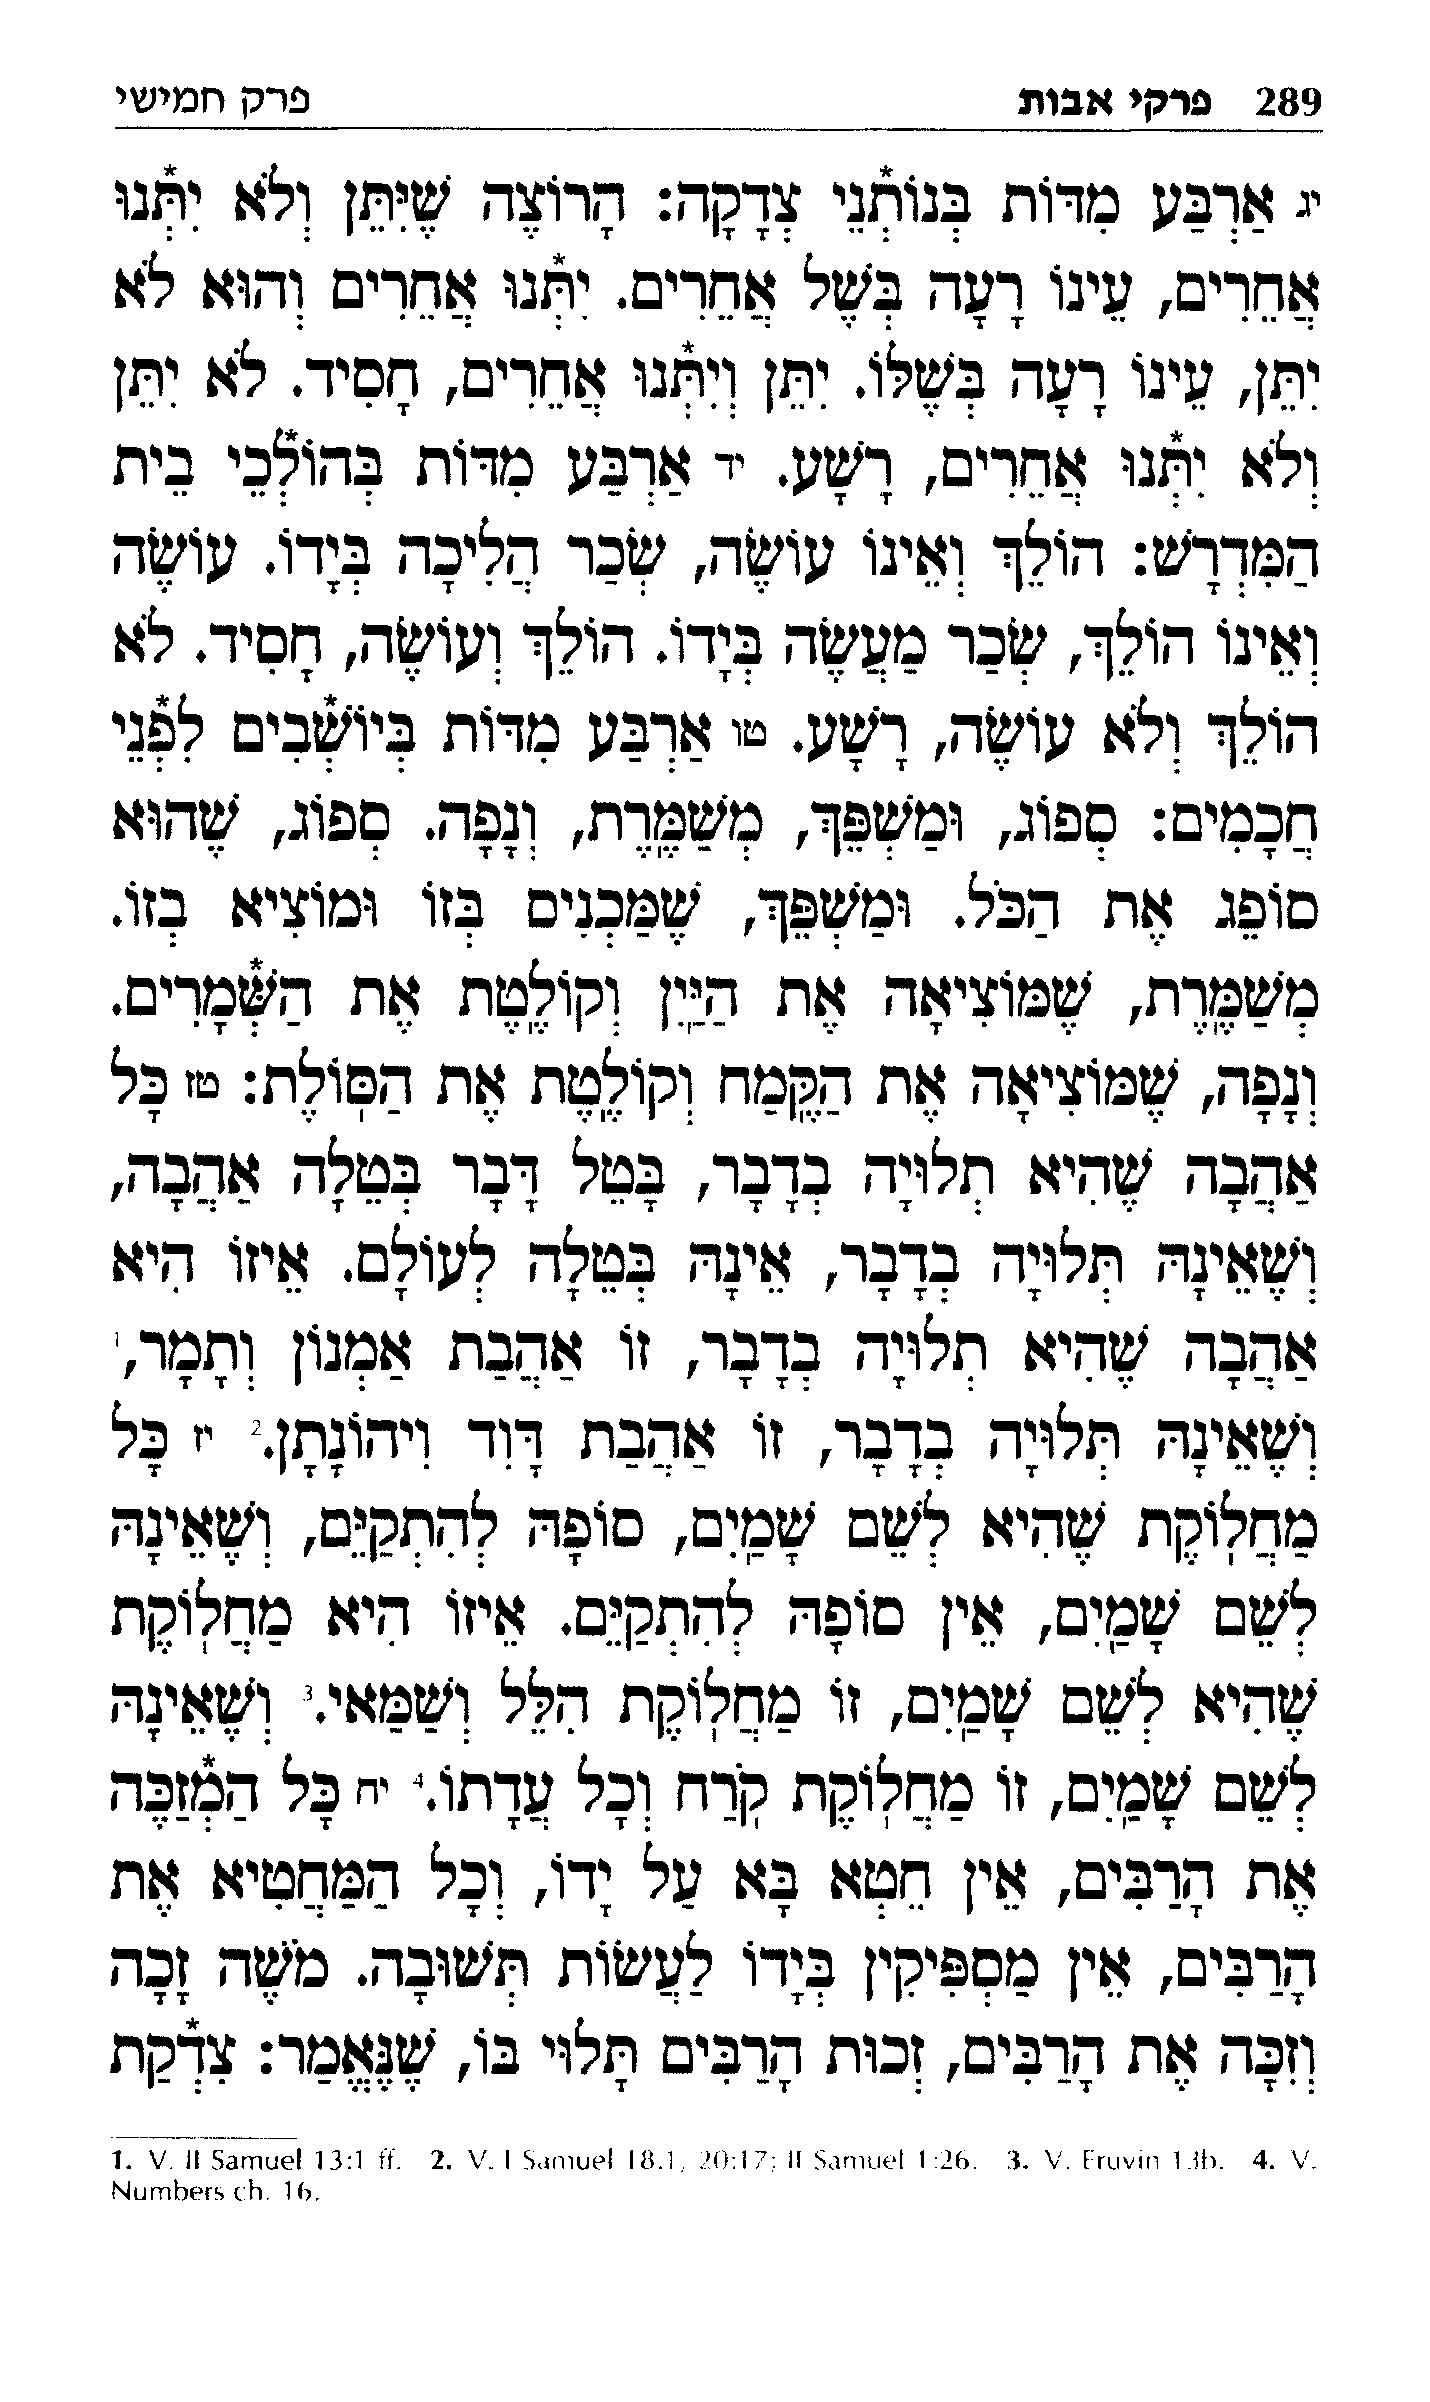 289 פרקי אבות פרק חמישי
יג אַרְבַּע מִדּוֹת בְּנוֹתְ*נֵי צְדָקָה: הָרוֹצֶה שֶׁיִּתֵּן וְלֹא יִתְּ*נוּ
אֲחֵרִים, עֵינוֹ רָעָה בְּשֶׁל אֲחֵרִים. יִתְּ*נוּ אֲחֵרִים וְהוּא לֹא
יִתֵּן, עֵינוֹ רָעָה בְּשֶׁלּוֹ. יִתֵּן וְיִתְּ*נוּ אֲחֵרִים, חָסִיד. לֹא יִתֵּן
וְלֹא יִתְּ*נוּ אֲחֵרִים, רָשָׁע. יד אַרְבַּע מִדּוֹת בְּהוֹלְ*כֵי בֵית
הַמִּדְרָשׁ: הוֹלֵךְ וְאֵינוֹ עוֹשֶׂה, שְׂכַר הֲלִיכָה בְּיָדוֹ. עוֹשֶׂה
וְאֵינוֹ הוֹלֵךְ, שְׂכַר מַעֲשֶׂה בְּיָדוֹ. הוֹלֵךְ וְעוֹשֶׂה, חָסִיד. לֹא
הוֹלֵךְ וְלֹא עוֹשֶׂה, רָשָׁע. טו אַרְבַּע מִדּוֹת בְּיוֹשְׁ*בִים לִפְ*נֵי
חֲכָמִים: סְפוֹג, וּמַשְׁפֵּךְ, מְשַׁמֶּרֶת, וְנָפָה. סְפוֹג, שֶׁהוּא
סוֹפֵג אֶת הַכֹּל. וּמַשְׁפֵּךְ, שֶׁמַּכְנִים בְּזוֹ וּמוֹצִיא בְזוֹ.
מְשַׁמֶּרֶת, שֶׁמּוֹצִיאָה אֶת הַיַּיִן וְקוֹלֶטֶת אֶת הַשְּׁ*מָרִים.
וְנָפָה, שֶׁמּוֹצִיאָה אֶת הַקֶּמַח וְקוֹלֶטֶת אֶת הַסּוֹלֶת: טז כָּל
אַהֲבָה שֶׁהִיא תְלוּיָה בְדָבָר, בָּטֵל דָּבָר בְּטֵלָה אַהֲבָה,
וְשֶׁאֵינָהּ תְּלוּיָה בְדָבָר, אֵינָהּ בְּטֵלָה לְעוֹלָם. אֵיזוֹ הִיא
אַהֲבָה שֶׁהִיא תְלוּיָה בְדָבָר, זוֹ אַהֲבַת אַמְנוֹן וְתָמָר,1
וְשֶׁאֵינָהּ תְּלוּיָה בְדָבָר, זוֹ אַהֲבַת דָּוִד וִיהוֹנָתָן.2 יז כָּל
מַחֲלוֹקֶת שֶׁהִיא לְשֵׁם שָׁמַיִם, סוֹפָהּ לְהִתְקַיֵּם, וְשֶׁאֵינָהּ
לְשֵׁם שָׁמַיִם, אֵין סוֹפָהּ לְהִתְקַיֵּם. אֵיזוֹ הִיא מַחֲלוֹקֶת
שֶׁהִיא לְשֵׁם שָׁמַיִם, זוֹ מַחֲלוֹקֶת הִלֵּל וְשַׁמַּאי.3 וְשֶׁאֵינָהּ
לְשֵׁם שָׁמַיִם, זוֹ מַחֲלוֹקֶת קֹרַח וְכָל עֲדָתוֹ.4 יח כָּל הַמְּ*זַכֶּה
אֶת הָרַבִּים, אֵין חֵטְא בָּא עַל יָדוֹ, וְכָל הַמַּחֲטִיא אֶת
הָרַבִּים, אֵין מַסְפִּיקִין בְּיָדוֹ לַעֲשׂוֹת תְּשׁוּבָה. מֹשֶׁה זָכָה
וְזִכָּה אֶת הָרַבִּים, זְכוּת הָרַבִּים תָּלוּי בּוֹ, שֶׁנֶּאֱמַר: צִדְ*קַת
1. V. II Samuel 13:1 ff. 2. V. I Samuel 18.1, 20:17; II Samuel 1:26. 3. V. Eruvin 13b. 4. V.
Numbers ch. 16.